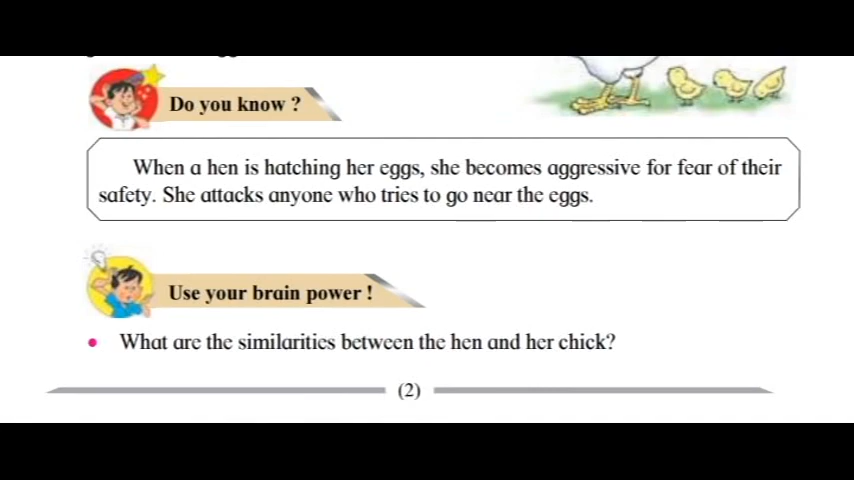 Do you know ?
When a hen is hatching her eggs, she becomes aggressive for fear of their
safety. She attacks anyone who tries to go near the eggs.
Use your brain power !
• What are the similarities between the hen and her chick?
(2)